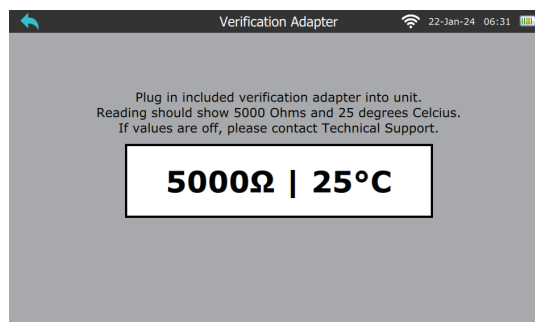 Verification Adapter 22-Jan-24 06:31
Plug in included verification adapter into unit.
Reading should show 5000 Ohms and 25 degrees Celcius.
If values are off, please contact Technical Support.
5000Ω | 25°C